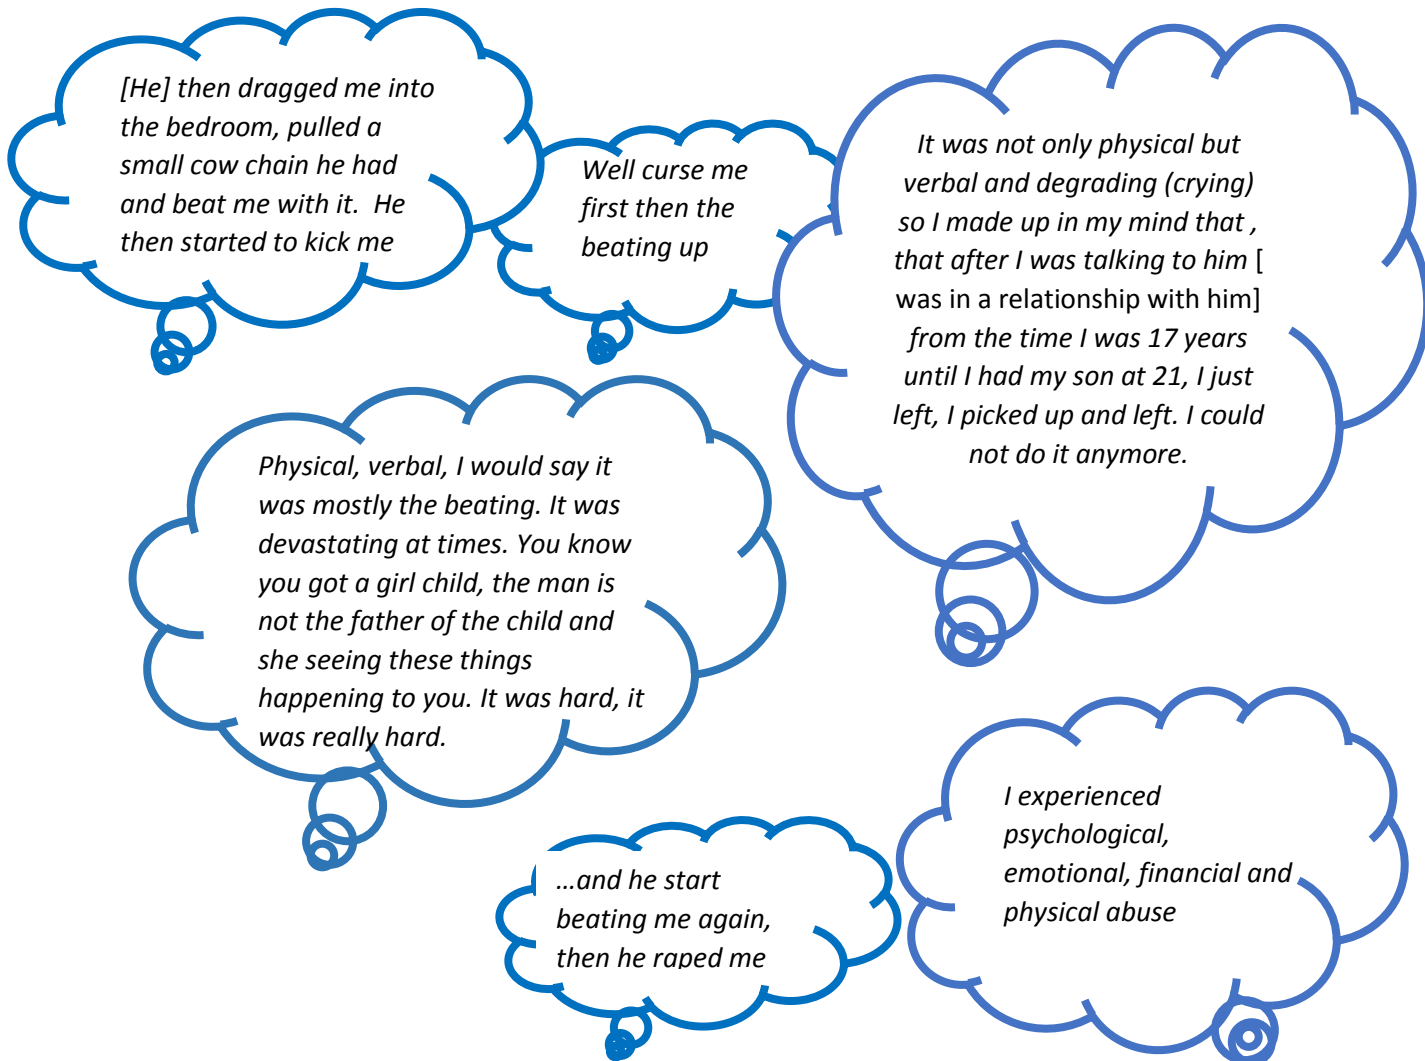 [He] then dragged me into
the bedroom, pulled a
small cow chain he had
and beat me with it.  He
then started to kick me
Well curse me
first then the
beating up
It was not only physical but
verbal and degrading (crying)
so I made up in my mind that ,
that after I was talking to him [
was in a relationship with him]
from the time I was 17 years
until I had my son at 21, I just
left, I picked up and left. I could
not do it anymore.
Physical, verbal, I would say it
was mostly the beating. It was
devastating at times. You know
you got a girl child, the man is
not the father of the child and
she seeing these things
happening to you. It was hard, it
was really hard.
...and he start
beating me again,
then he raped me
I experienced
psychological,
emotional, financial and
physical abuse